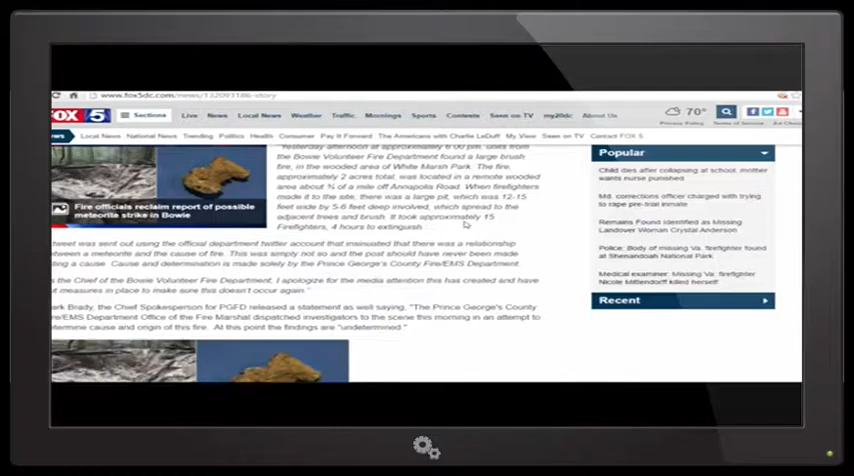 www.fox5dc.com/news/132091186-story
FOX 5
Sections Live News Local News Weather Traffic Mornings Sports Contests Seen on TV my20dc About Us
70°
Privacy Policy Terms of Service Ad Choi
ews Local News National News Trending Politics Health Consumer Pay It Forward The Americans with Charlie LeDuff My View Seen on TV Contact FOX 5
"Yesterday afternoon at approximately 6:00 pm, units from
the Bowie Volunteer Fire Department found a large brush
fire, in the wooded area of White Marsh Park. The fire,
approximately 2 acres total, was located in a remote wooded
area about ¾ of a mile off Annapolis Road. When firefighters
made it to the site, there was a large pit, which was 12-15
feet wide by 5-6 feet deep involved, which spread to the
adjacent trees and brush. It took approximately 15
Firefighters, 4 hours to extinguish
Fire officials reclaim report of possible
meteorite strike in Bowie
tweet was sent out using the official department twitter account that insinuated that there was a relationship
etween a meteorite and the cause of fire. This was simply not so and the post should have never been made
ting a cause. Cause and determination is made solely by the Prince George's County Fire/EMS Department.
s the Chief of the Bowie Volunteer Fire Department, I apologize for the media attention this has created and have
ut measures in place to make sure this doesn't occur again."
ark Brady, the Chief Spokesperson for PGFD released a statement as well saying, "The Prince George's County
re/EMS Department Office of the Fire Marshal dispatched investigators to the scene this morning in an attempt to
etermine cause and origin of this fire. At this point the findings are "undetermined."
Popular
Child dies after collapsing at school, mother
wants nurse punished
Md. corrections officer charged with trying
to rape pre-trial inmate
Remains Found Identified as Missing
Landover Woman Crystal Anderson
Police: Body of missing Va. firefighter found
at Shenandoah National Park
Medical examiner: Missing Va. firefighter
Nicole Mittendorff killed herself
Recent